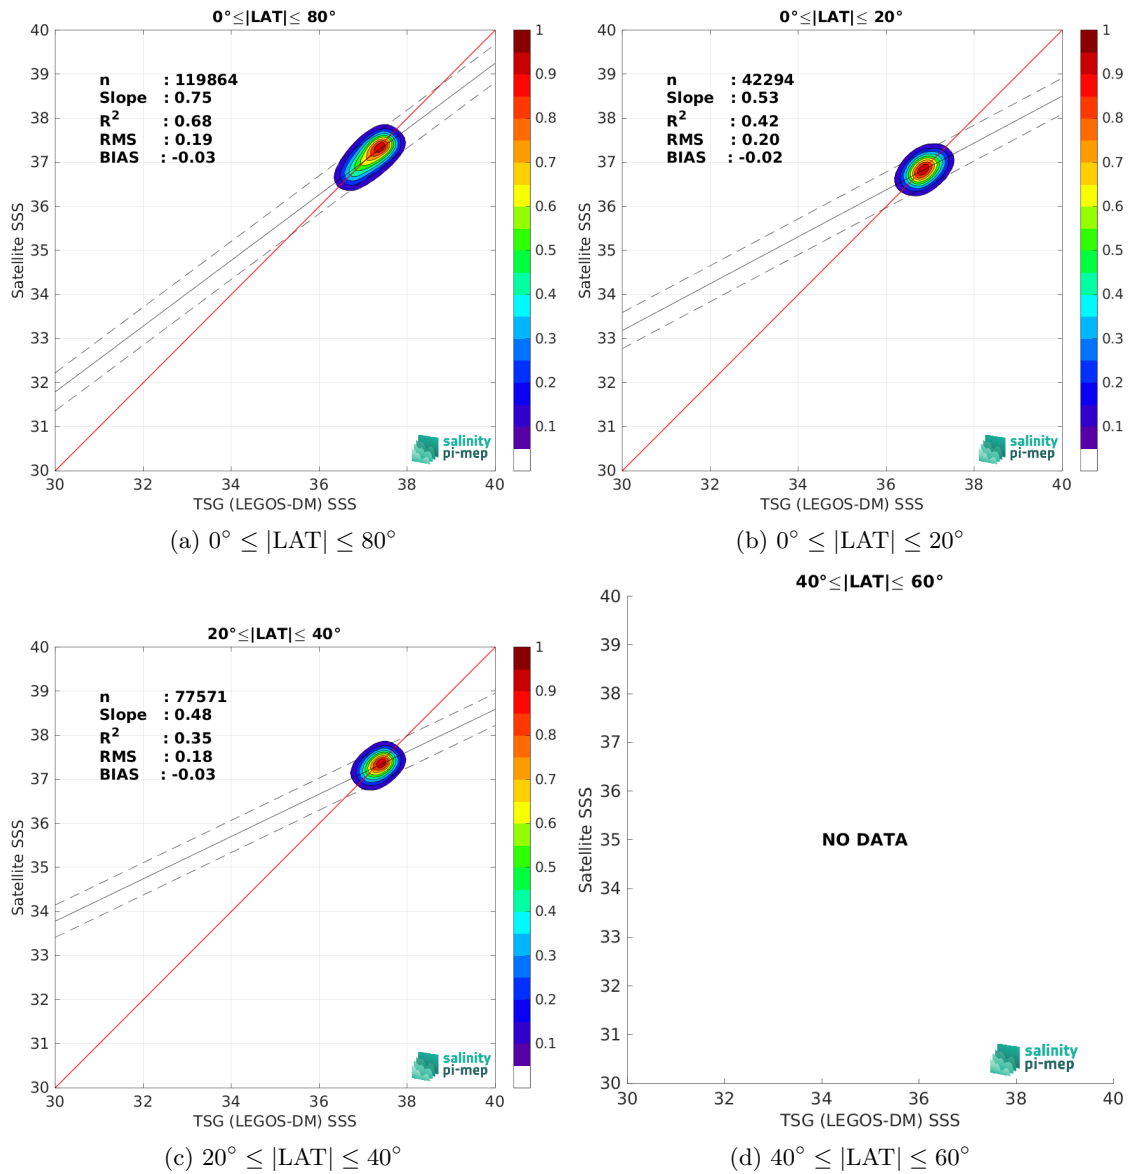 0°≤|LAT|≤ 80°
40
39
38
37
36
35
34
33
32
31
30
n : 119864
Slope : 0.75
R² : 0.68
RMS : 0.19
BIAS : -0.03
salinity
pi-mep
30 32 34 36 38 40
TSG (LEGOS-DM) SSS
Satellite SSS
1
0.9
0.8
0.7
0.6
0.5
0.4
0.3
0.2
0.1
(a) 0° ≤ |LAT| ≤ 80°
0°≤|LAT|≤ 20°
40
39
38
37
36
35
34
33
32
31
30
n : 42294
Slope : 0.53
R² : 0.42
RMS : 0.20
BIAS : -0.02
salinity
pi-mep
30 32 34 36 38 40
TSG (LEGOS-DM) SSS
Satellite SSS
1
0.9
0.8
0.7
0.6
0.5
0.4
0.3
0.2
0.1
(b) 0° ≤ |LAT| ≤ 20°
20°≤|LAT|≤ 40°
40
39
38
37
36
35
34
33
32
31
30
n : 77571
Slope : 0.48
R² : 0.35
RMS : 0.18
BIAS : -0.03
salinity
pi-mep
30 32 34 36 38 40
TSG (LEGOS-DM) SSS
Satellite SSS
1
0.9
0.8
0.7
0.6
0.5
0.4
0.3
0.2
0.1
(c) 20° ≤ |LAT| ≤ 40°
40°≤|LAT|≤ 60°
40
39
38
37
36
35
34
33
32
31
30
NO DATA
salinity
pi-mep
30 32 34 36 38 40
TSG (LEGOS-DM) SSS
Satellite SSS
(d) 40° ≤ |LAT| ≤ 60°